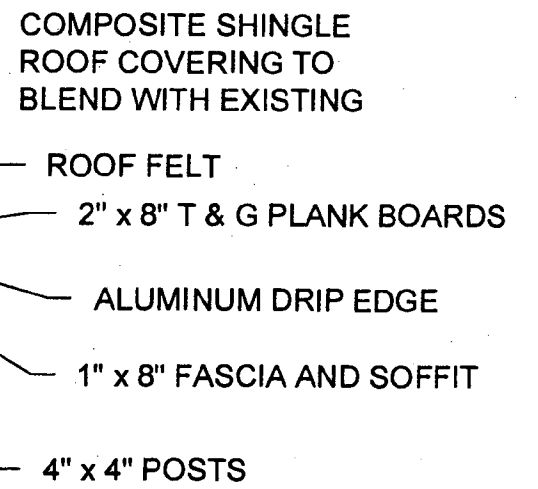 COMPOSITE SHINGLE
ROOF COVERING TO
BLEND WITH EXISTING
ROOF FELT
2" x 8" T & G PLANK BOARDS
ALUMINUM DRIP EDGE
1" x 8" FASCIA AND SOFFIT
4" x 4" POSTS